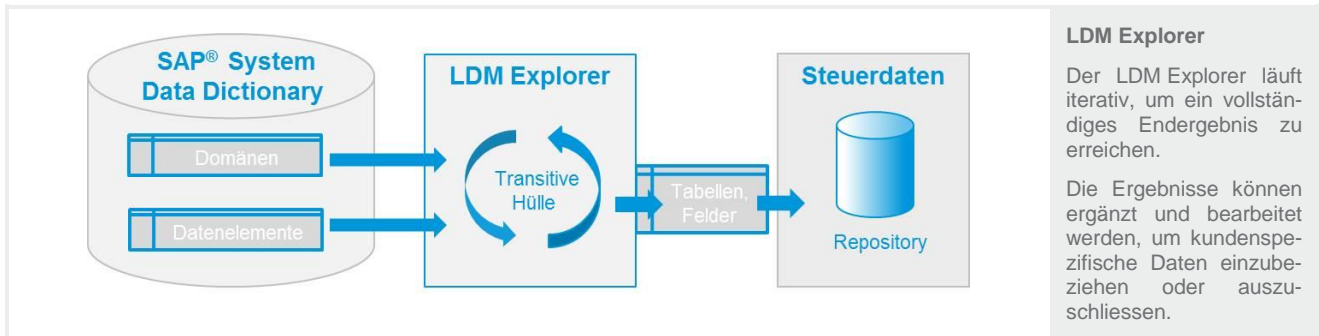 SAP® System
Data Dictionary
Domänen
Datenelemente
LDM Explorer
Transitive
Hülle
Tabellen,
Felder
Steuerdaten
Repository
LDM Explorer
Der LDM Explorer läuft
iterativ, um ein vollstän-
diges Endergebnis zu
erreichen.
Die Ergebnisse können
ergänzt und bearbeitet
werden, um kundenspe-
zifische Daten einzube-
ziehen oder auszu-
schliessen.